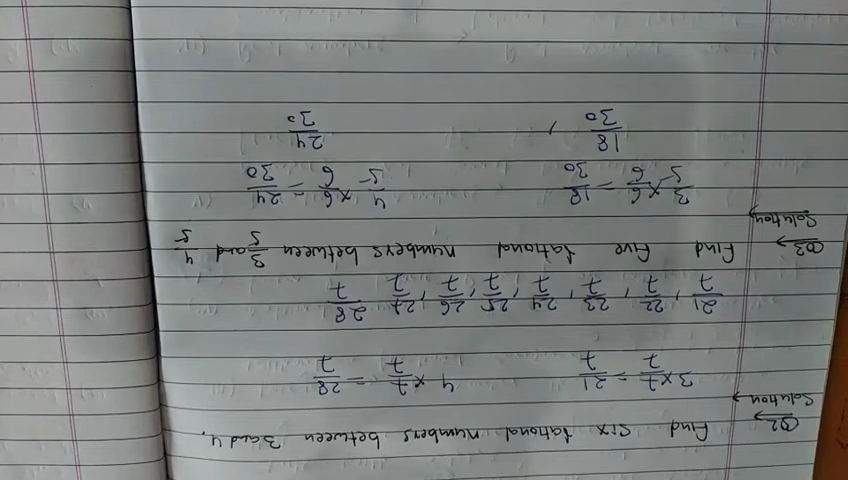 Q2→ Find six rational numbers between 3 and 4.
Solution→
3×7/7 = 21/7 4×7/7 = 28/7
21/7, 22/7, 23/7, 24/7, 25/7, 26/7, 27/7 28/7
Q3→ Find five rational numbers between 3/5 and 4/5
Solution→
3/5×6/6 = 18/30 4/5×6/6 = 24/30
18/30, 24/30